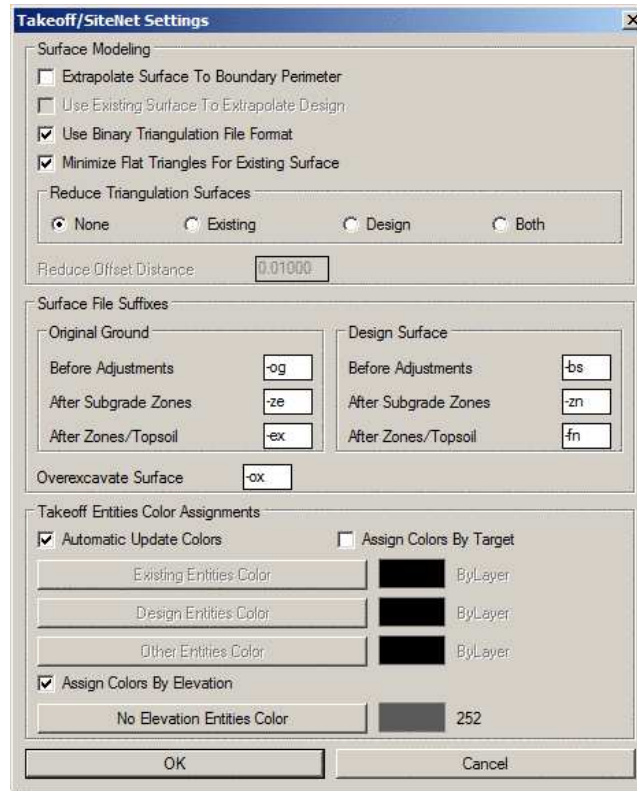 Takeoff/SiteNet Settings
Surface Modeling
Extrapolate Surface To Boundary Perimeter
Use Existing Surface To Extrapolate Design
Use Binary Triangulation File Format
Minimize Flat Triangles For Existing Surface
Reduce Triangulation Surfaces
None Existing Design Both
Reduce Offset Distance 0.01000
Surface File Suffixes
Original Ground
Before Adjustments -og
After Subgrade Zones -ze
After Zones/Topsoil -ex
Design Surface
Before Adjustments -bs
After Subgrade Zones -zn
After Zones/Topsoil -fn
Overexcavate Surface -ox
Takeoff Entities Color Assignments
Automatic Update Colors Assign Colors By Target
Existing Entities Color ByLayer
Design Entities Color ByLayer
Other Entities Color ByLayer
Assign Colors By Elevation
No Elevation Entities Color 252
OK Cancel